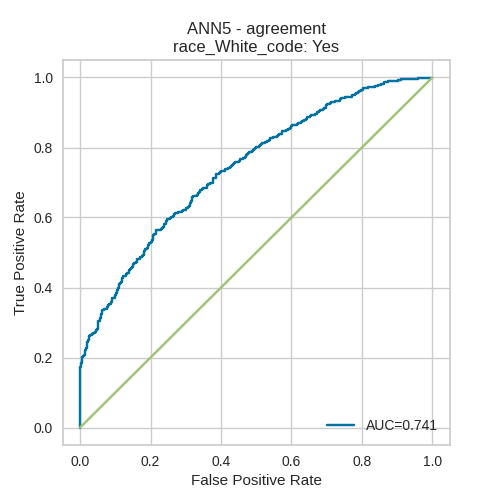 ANN5 - agreement
race_White_code: Yes
True Positive Rate
1.0
0.8
0.6
0.4
0.2
0.0
AUC=0.741
0.0 0.2 0.4 0.6 0.8 1.0
False Positive Rate